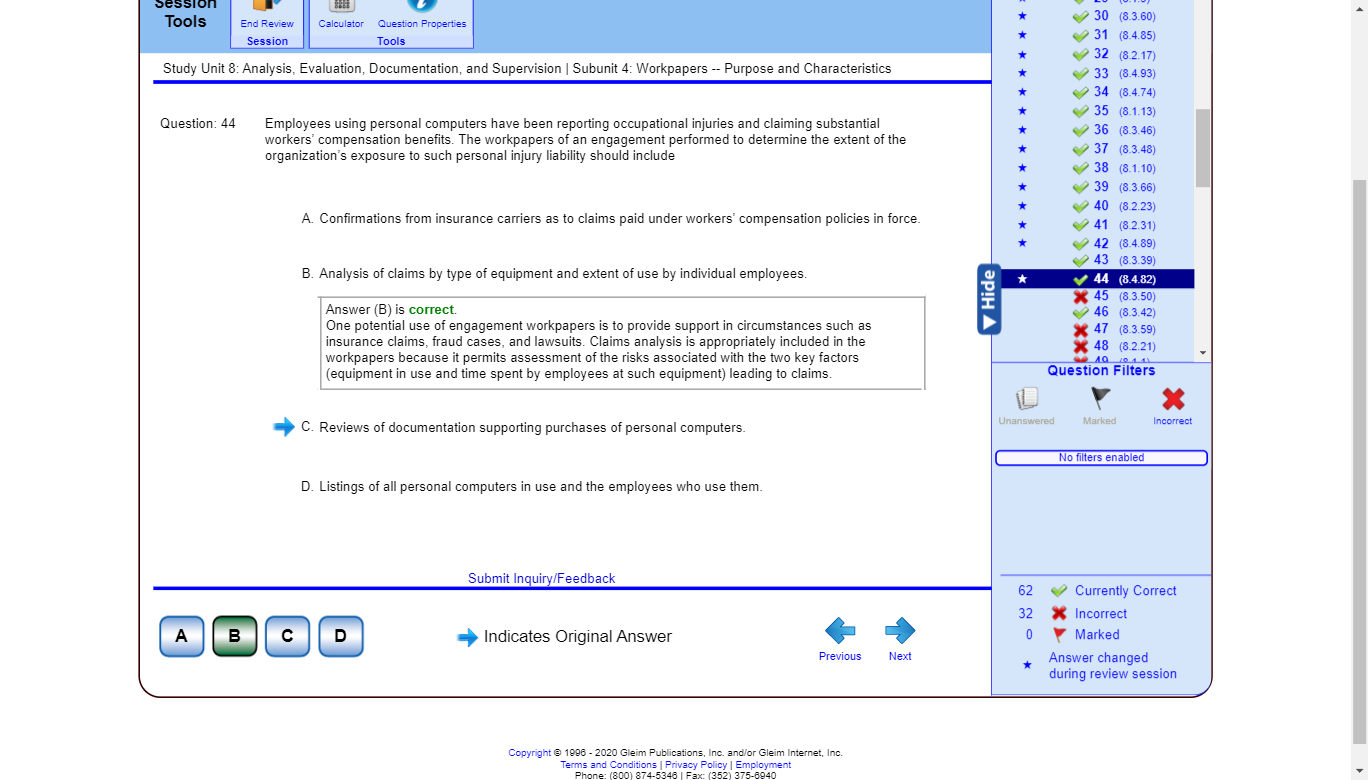 Session
Tools
End Review
Session
Calculator
Question Properties
Tools
Study Unit 8: Analysis, Evaluation, Documentation, and Supervision | Subunit 4: Workpapers -- Purpose and Characteristics
Question: 44
Employees using personal computers have been reporting occupational injuries and claiming substantial
workers' compensation benefits. The workpapers of an engagement performed to determine the extent of the
organization's exposure to such personal injury liability should include
A. Confirmations from insurance carriers as to claims paid under workers' compensation policies in force.
B. Analysis of claims by type of equipment and extent of use by individual employees.
Answer (B) is correct.
One potential use of engagement workpapers is to provide support in circumstances such as
insurance claims, fraud cases, and lawsuits. Claims analysis is appropriately included in the
workpapers because it permits assessment of the risks associated with the two key factors
(equipment in use and time spent by employees at such equipment) leading to claims.
C. Reviews of documentation supporting purchases of personal computers.
D. Listings of all personal computers in use and the employees who use them.
Submit Inquiry/Feedback
A B C D
Indicates Original Answer
Previous
Next
30 (8.3.60)
31 (8.4.85)
32 (8.2.17)
33 (8.4.93)
34 (8.4.74)
35 (8.1.13)
36 (8.3.46)
37 (8.3.48)
38 (8.1.10)
39 (8.3.66)
40 (8.2.23)
41 (8.2.31)
42 (8.4.89)
43 (8.3.39)
44 (8.4.82)
45 (8.3.50)
46 (8.3.42)
47 (8.3.59)
48 (8.2.21)
49 (8.1.1)
Hide
Question Filters
Unanswered
Marked
Incorrect
No filters enabled
62 Currently Correct
32 Incorrect
0 Marked
Answer changed
during review session
Copyright © 1996 - 2020 Gleim Publications, Inc. and/or Gleim Internet, Inc.
Terms and Conditions | Privacy Policy | Employment
Phone: (800) 874-5346 | Fax: (352) 375-6940